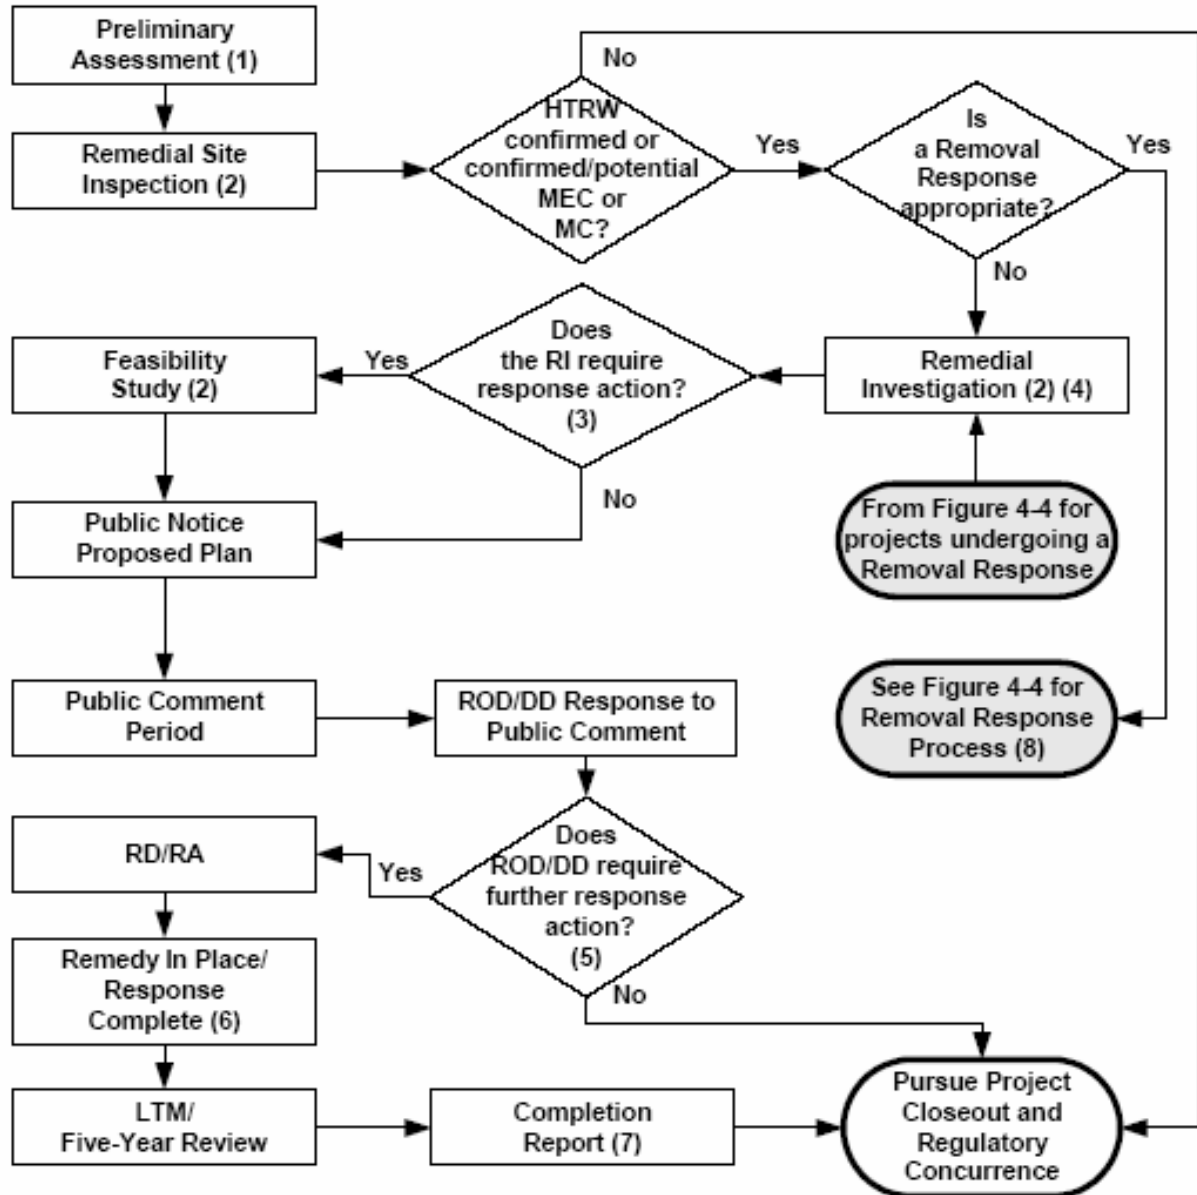 Preliminary
Assessment (1)
No
HTRW
confirmed or
confirmed/potential
MEC or
MC?
Yes
Is
a Removal
Response
appropriate?
Yes
Remedial Site
Inspection (2)
No
Does
the RI require
response action?
(3)
Yes
Feasibility
Study (2)
Remedial
Investigation (2) (4)
No
Public Notice
Proposed Plan
From Figure 4-4 for
projects undergoing a
Removal Response
Public Comment
Period
ROD/DD Response to
Public Comment
See Figure 4-4 for
Removal Response
Process (8)
RD/RA
Yes
Does
ROD/DD require
further response
action?
(5)
No
Remedy In Place/
Response
Complete (6)
LTM/
Five-Year Review
Completion
Report (7)
Pursue Project
Closeout and
Regulatory
Concurrence